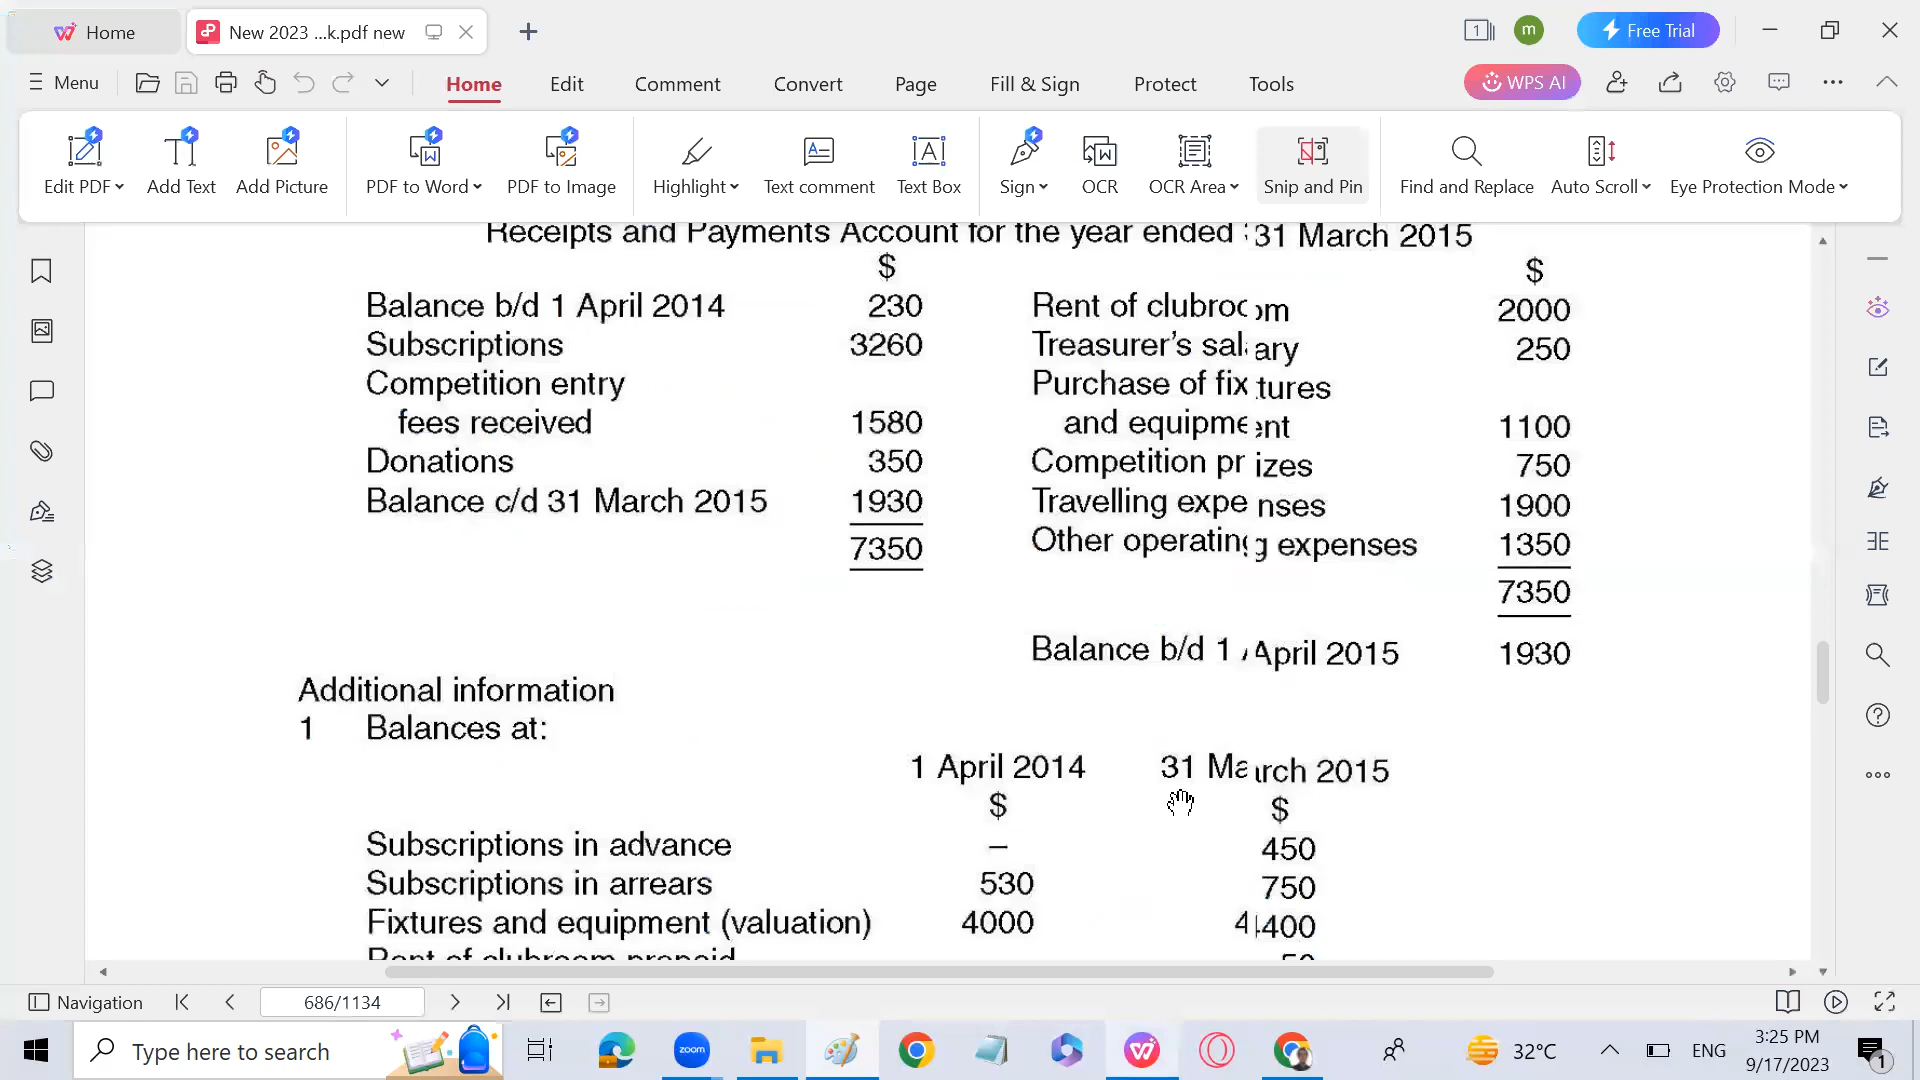 Home
New 2023 ...k.pdf new
1
m
Free Trial
Menu
Home
Edit
Comment
Convert
Page
Fill & Sign
Protect
Tools
WPS AI
Edit PDF
Add Text
Add Picture
PDF to Word
PDF to Image
Highlight
Text comment
Text Box
Sign
OCR
OCR Area
Snip and Pin
Find and Replace
Auto Scroll
Eye Protection Mode
Receipts and Payments Account for the year ended 31 March 2015
$ $
Balance b/d 1 April 2014 230 Rent of clubroom 2000
Subscriptions 3260 Treasurer's salary 250
Competition entry Purchase of fixtures
fees received 1580 and equipment 1100
Donations 350 Competition prizes 750
Balance c/d 31 March 2015 1930 Travelling expenses 1900
7350 Other operating expenses 1350
7350
Balance b/d 1 April 2015 1930
Additional information
1 Balances at:
1 April 2014 31 March 2015
$ $
Subscriptions in advance – 450
Subscriptions in arrears 530 750
Fixtures and equipment (valuation) 4000 4400
Rent of clubroom prepaid 50
Navigation
686/1134
Type here to search
zoom
32°C
ENG
3:25 PM
9/17/2023
1